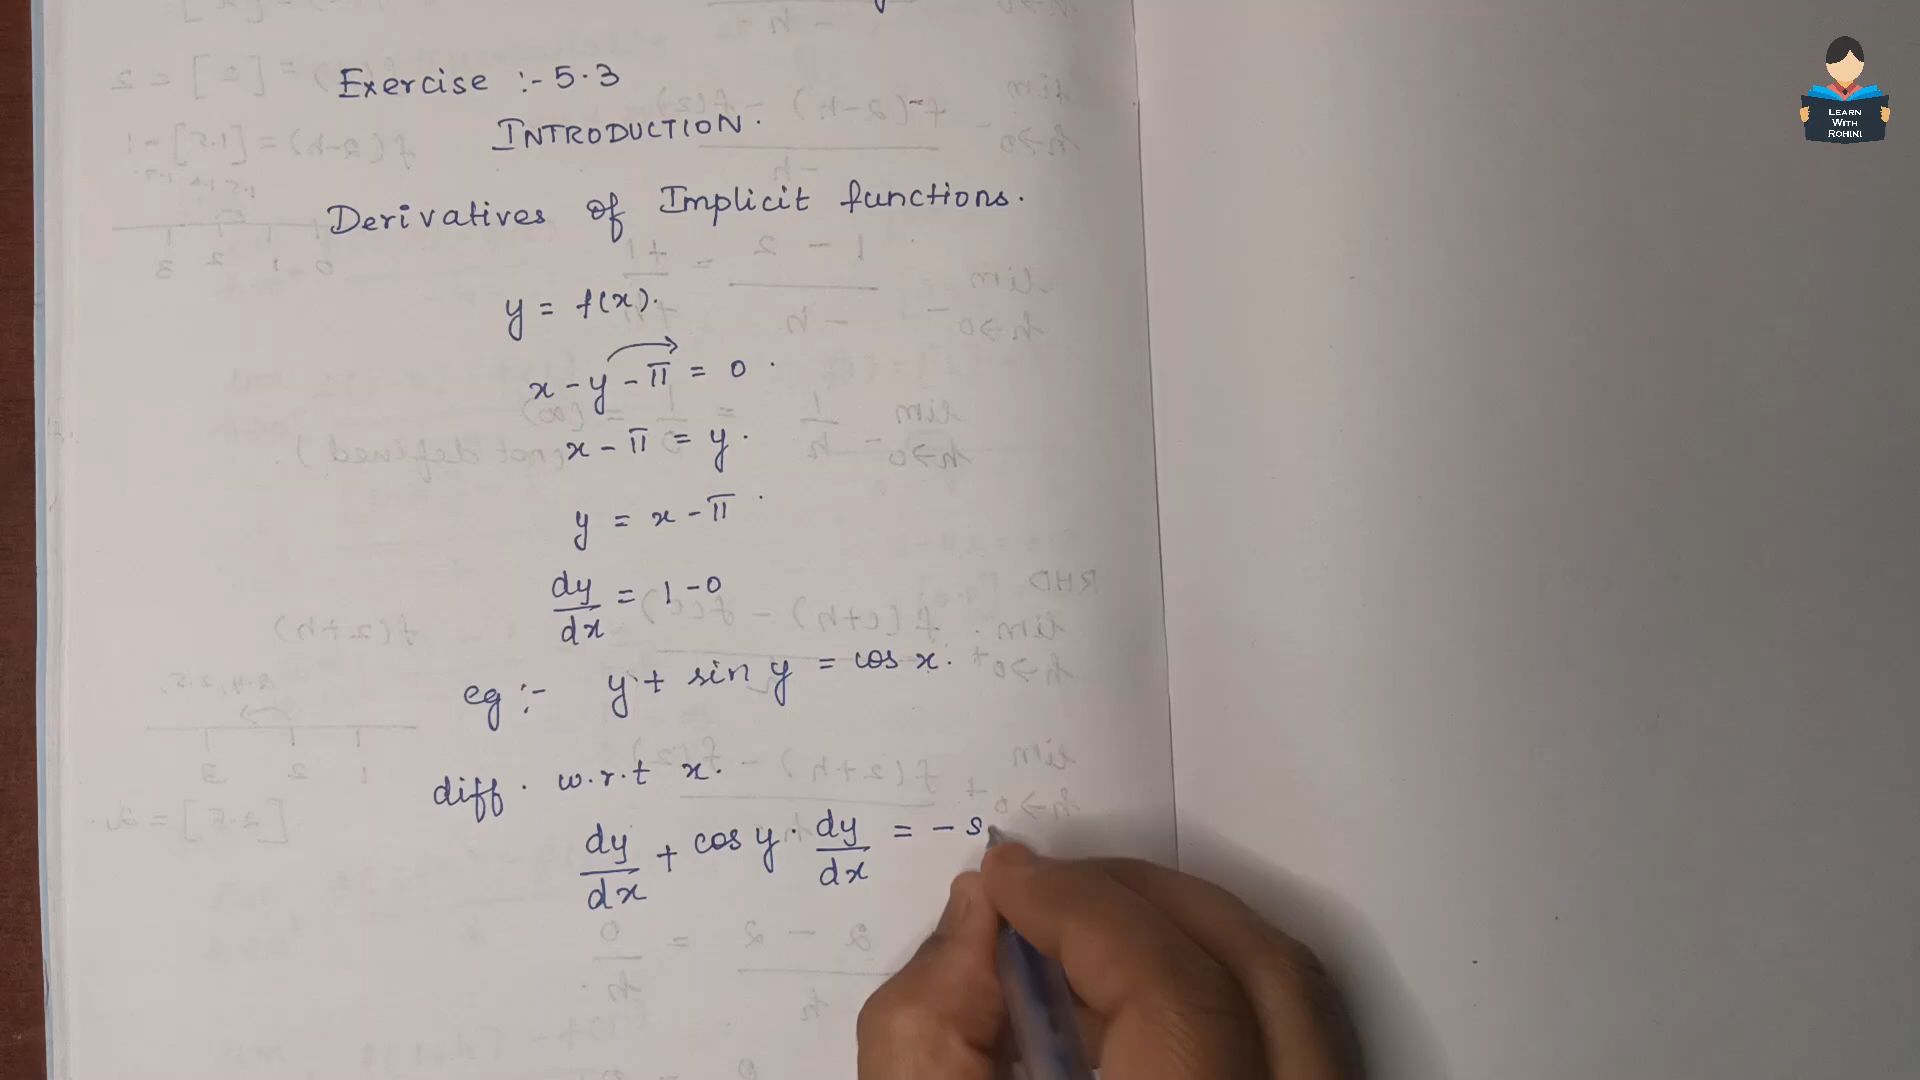 Exercise :- 5.3
INTRODUCTION.
Derivatives of Implicit functions.
y = f(x).
x - y - π = 0.
x - π = y.
y = x - π
dy/dx = 1 - 0
eg :- y + sin y = cos x.
diff. w.r.t x.
dy/dx + cos y . dy/dx = - s
LEARN
WITH
ROHINI